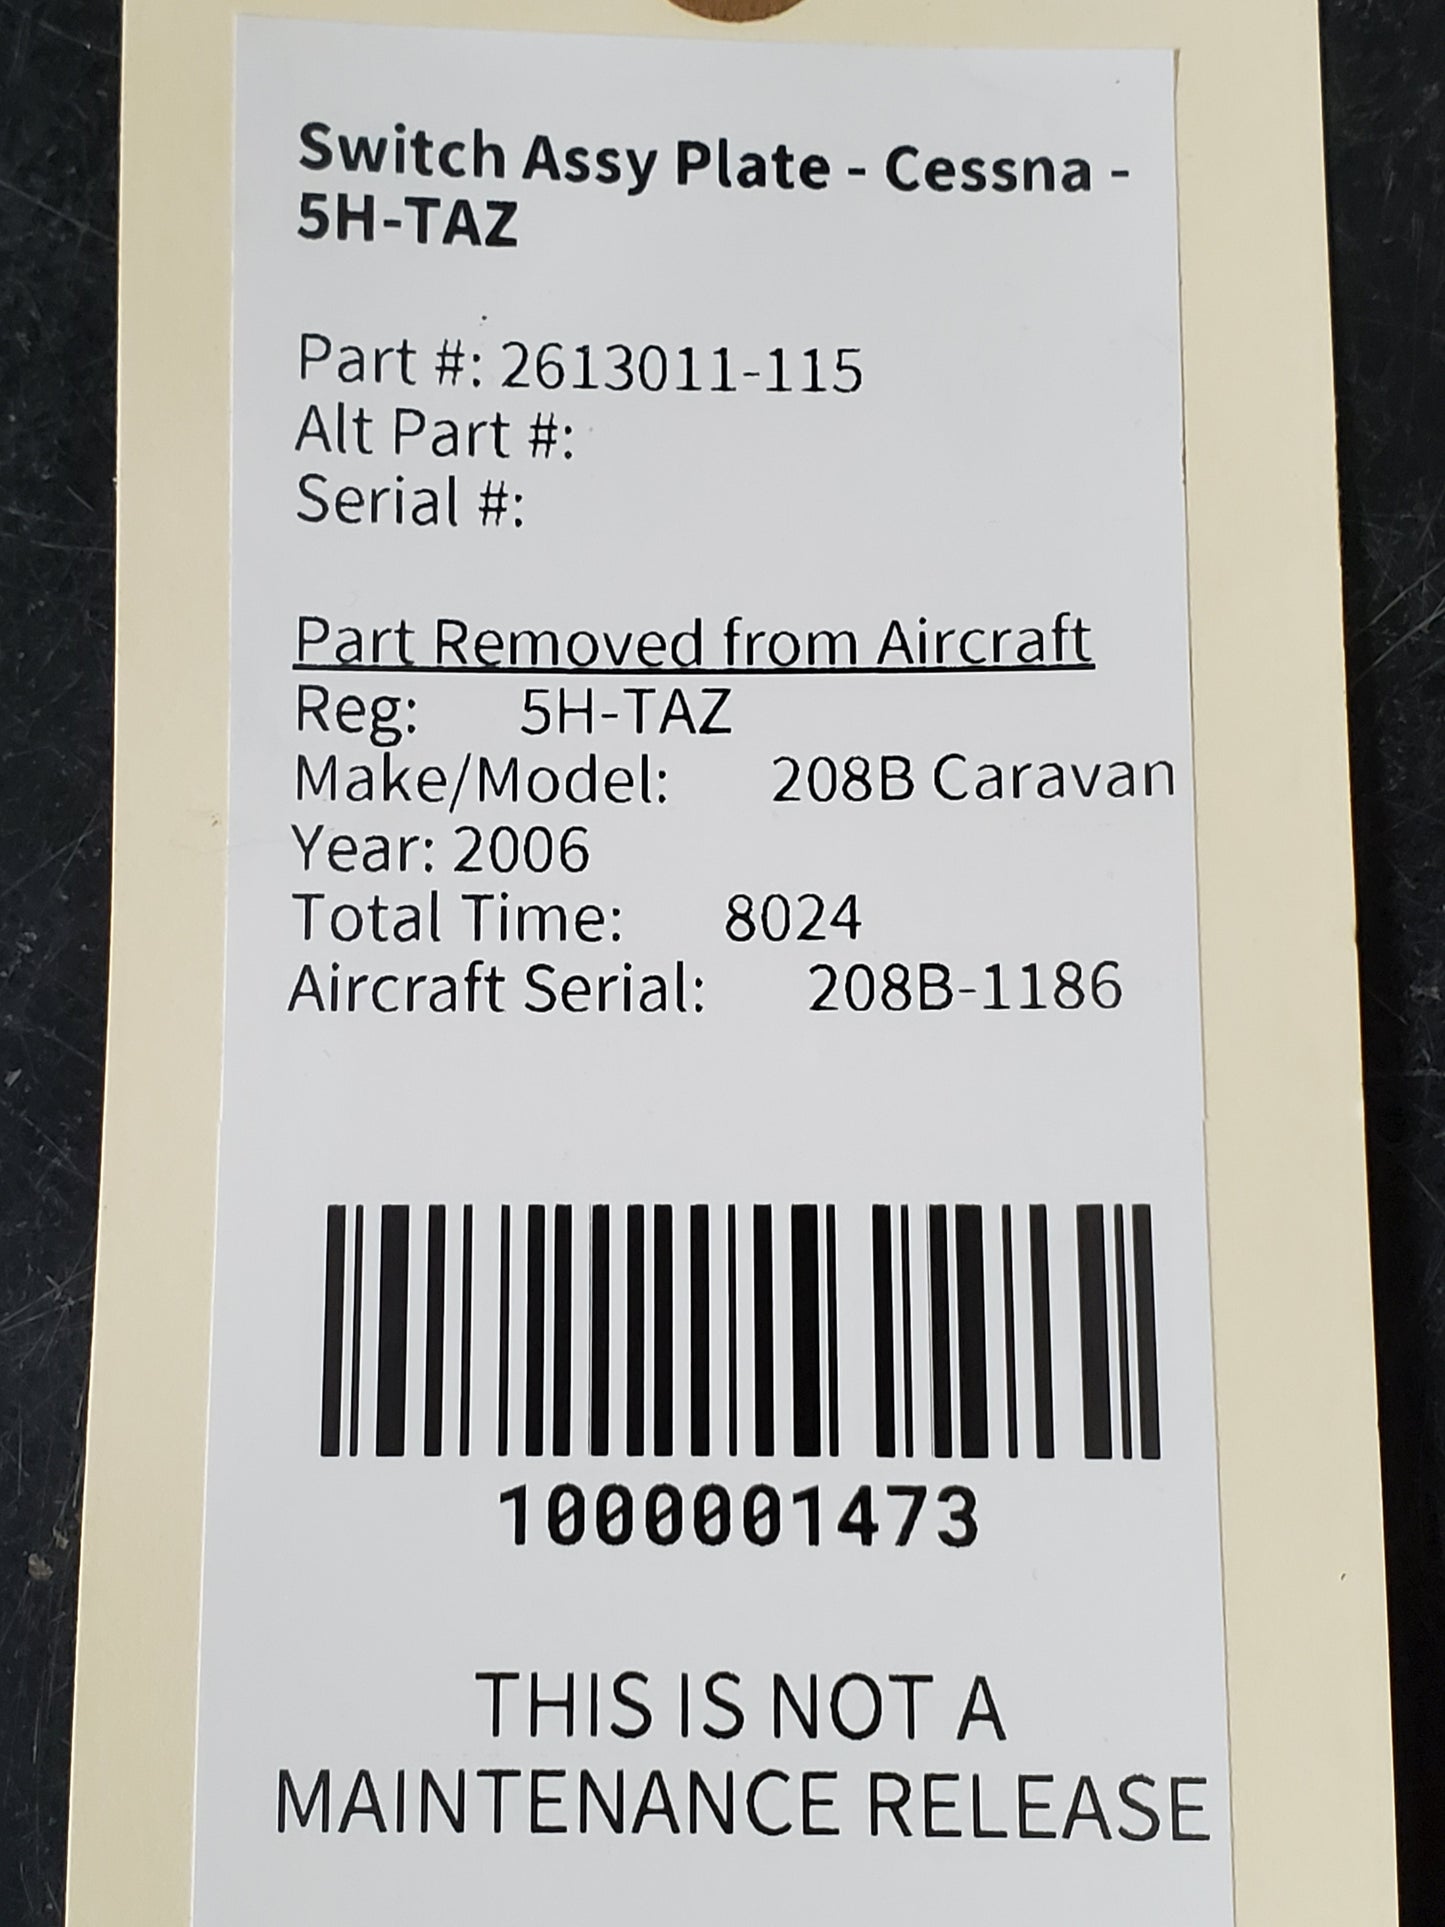 Switch Assy Plate - Cessna -
5H-TAZ
Part #: 2613011-115
Alt Part #:
Serial #:
Part Removed from Aircraft
Reg: 5H-TAZ
Make/Model: 208B Caravan
Year: 2006
Total Time: 8024
Aircraft Serial: 208B-1186
1000001473
THIS IS NOT A
MAINTENANCE RELEASE